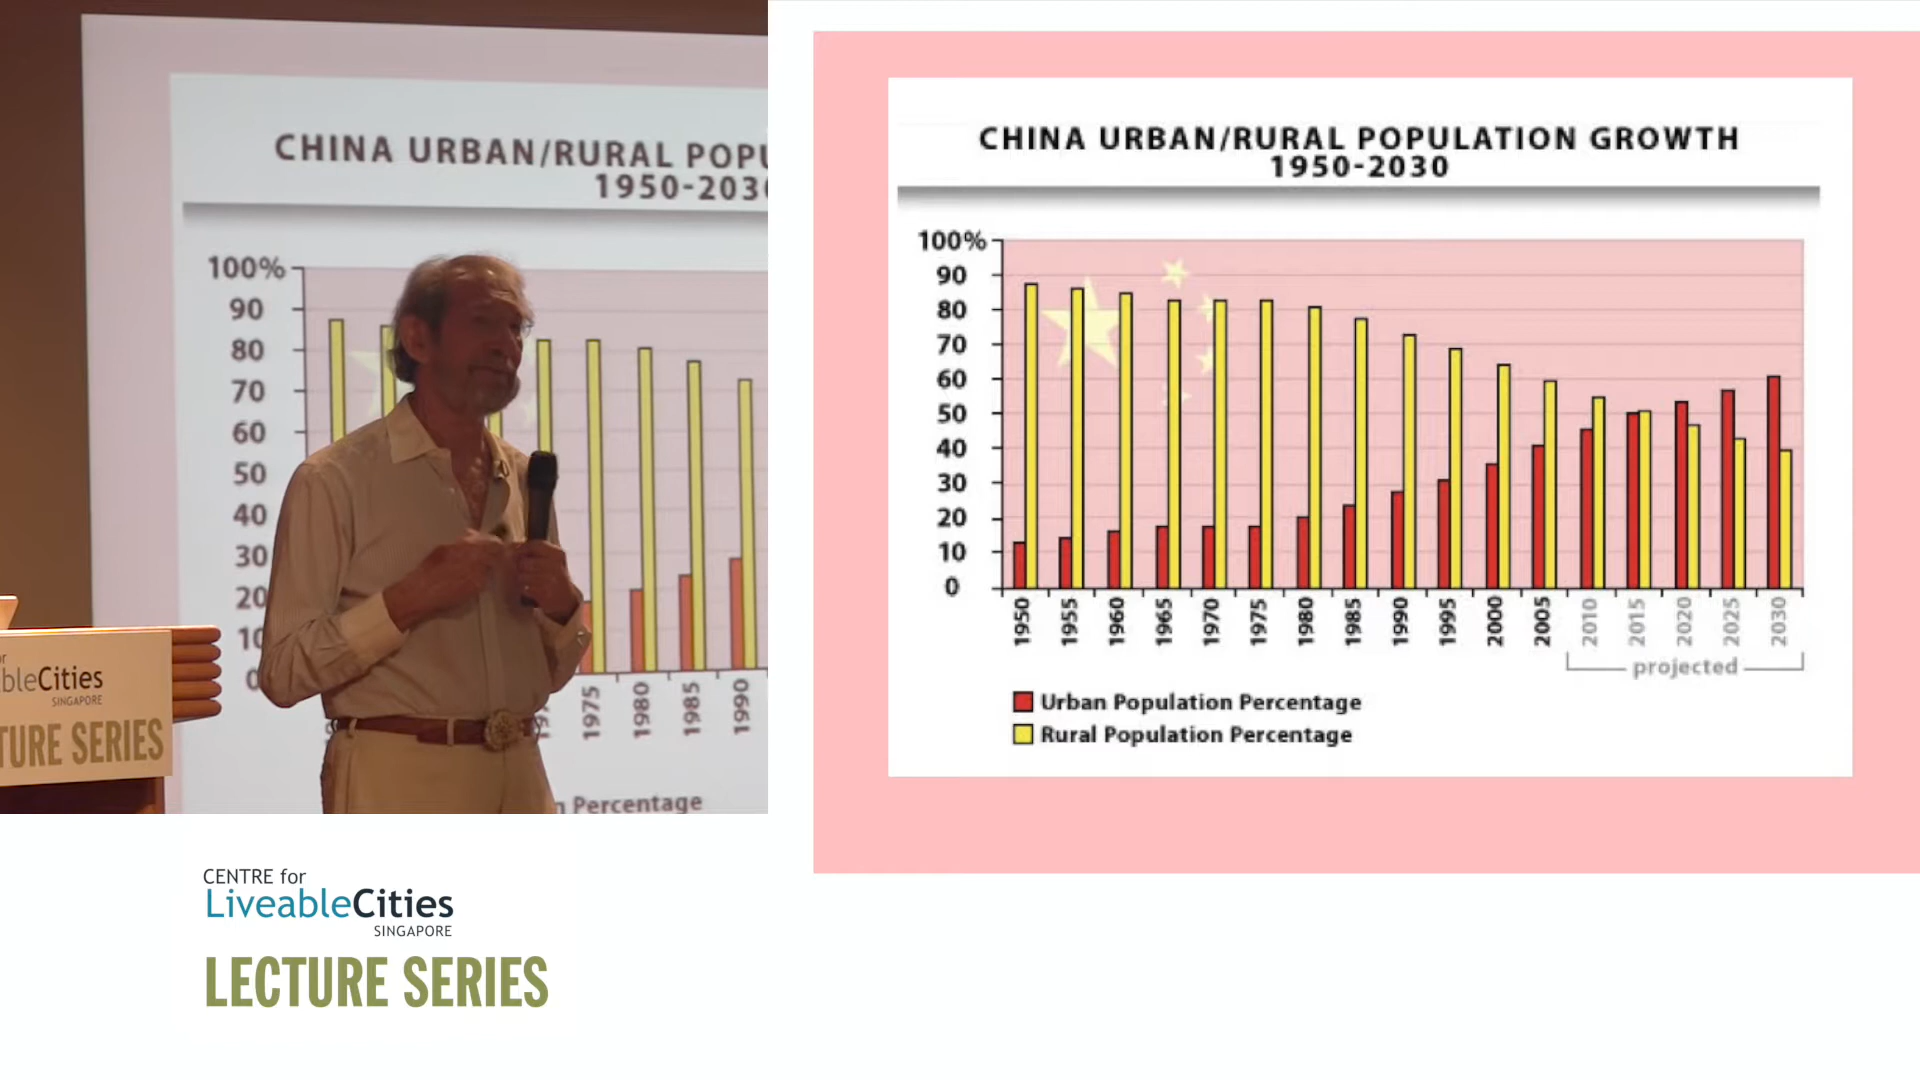 CHINA URBAN/RURAL POPU
1950-203
100%
90
80
70
60
50
40
30
20
10
0
1975
1980
1985
1990
Percentage
bleCities
SINGAPORE
TURE SERIES
CENTRE for
LiveableCities
SINGAPORE
LECTURE SERIES
CHINA URBAN/RURAL POPULATION GROWTH
1950-2030
100%
90
80
70
60
50
40
30
20
10
0
1950 1955 1960 1965 1970 1975 1980 1985 1990 1995 2000 2005 2010 2015 2020 2025 2030
projected
Urban Population Percentage
Rural Population Percentage